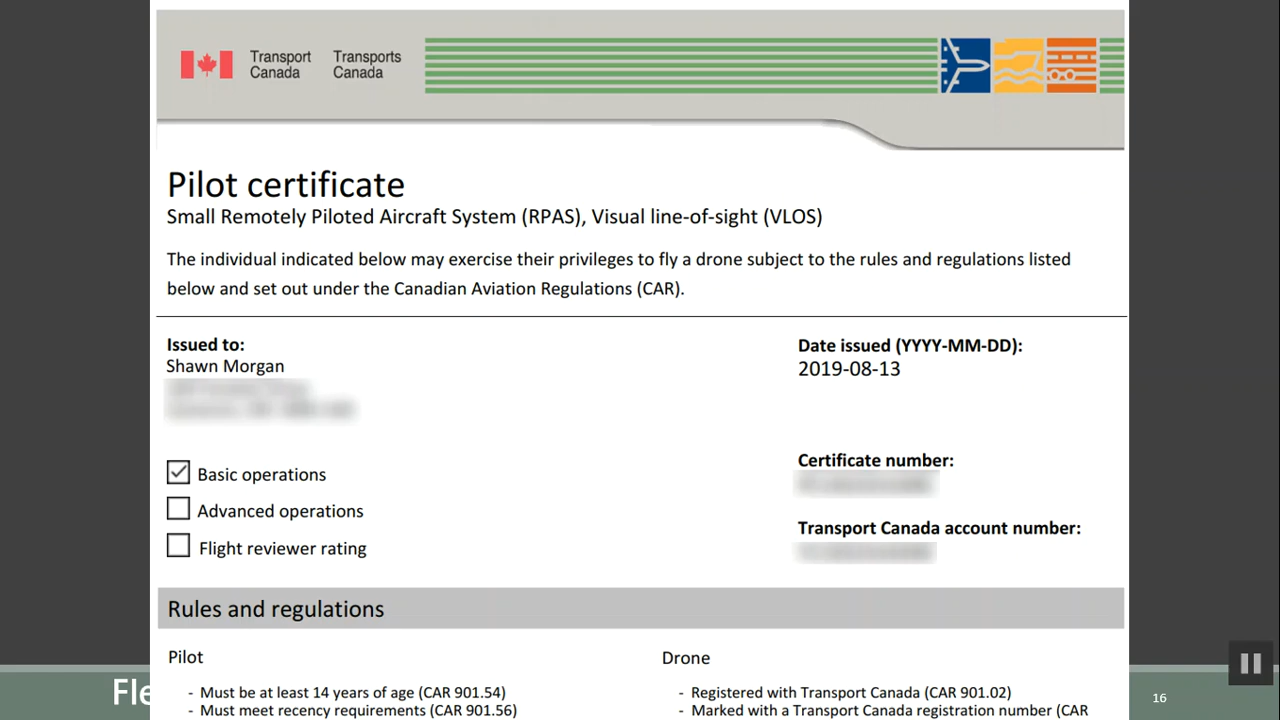 Transport Canada
Transports Canada
Pilot certificate
Small Remotely Piloted Aircraft System (RPAS), Visual line-of-sight (VLOS)
The individual indicated below may exercise their privileges to fly a drone subject to the rules and regulations listed
below and set out under the Canadian Aviation Regulations (CAR).
Issued to:
Shawn Morgan
Date issued (YYYY-MM-DD):
2019-08-13
Basic operations
Advanced operations
Flight reviewer rating
Certificate number:
Transport Canada account number:
Rules and regulations
Pilot
- Must be at least 14 years of age (CAR 901.54)
- Must meet recency requirements (CAR 901.56)
Drone
- Registered with Transport Canada (CAR 901.02)
- Marked with a Transport Canada registration number (CAR
Fle
16